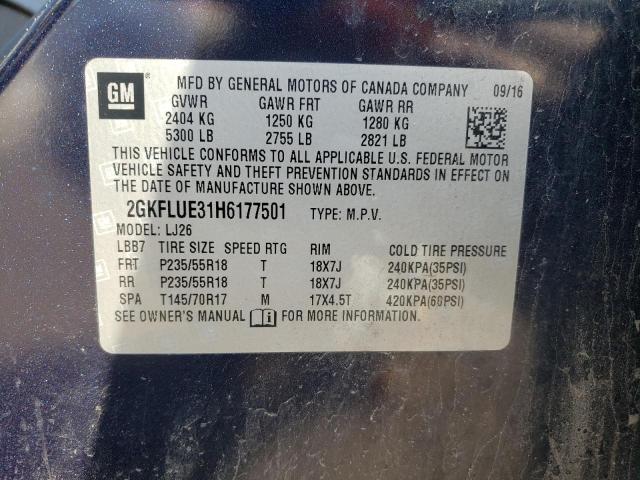 GM
MFD BY GENERAL MOTORS OF CANADA COMPANY 09/16
GVWR GAWR FRT GAWR RR
2404 KG 1250 KG 1280 KG
5300 LB 2755 LB 2821 LB
THIS VEHICLE CONFORMS TO ALL APPLICABLE U.S. FEDERAL MOTOR
VEHICLE SAFETY AND THEFT PREVENTION STANDARDS IN EFFECT ON
THE DATE OF MANUFACTURE SHOWN ABOVE.
2GKFLUE31H6177501 TYPE: M.P.V.
MODEL: LJ26
LBB7 TIRE SIZE SPEED RTG RIM COLD TIRE PRESSURE
FRT P235/55R18 T 18X7J 240KPA(35PSI)
RR P235/55R18 T 18X7J 240KPA(35PSI)
SPA T145/70R17 M 17X4.5T 420KPA(60PSI)
SEE OWNER'S MANUAL FOR MORE INFORMATION.